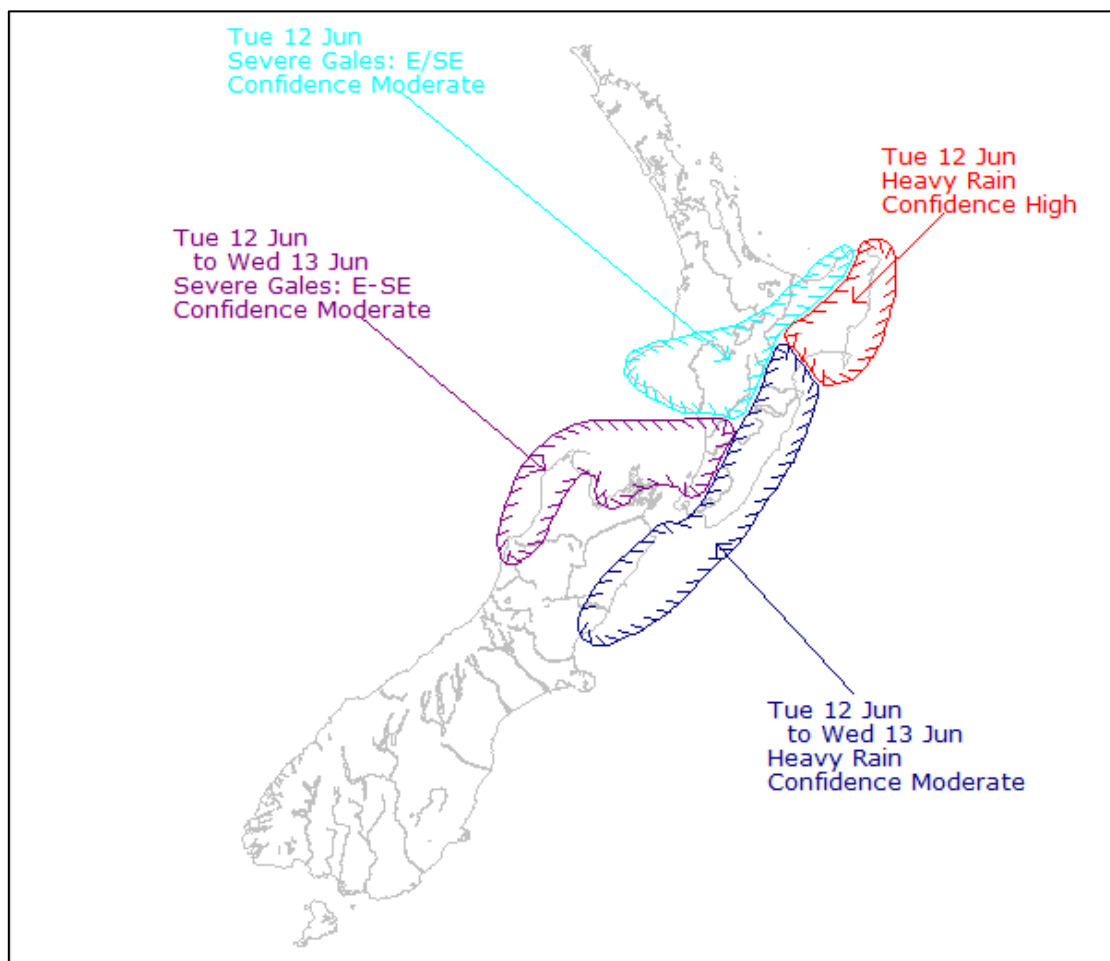 Tue 12 Jun
Severe Gales: E/SE
Confidence Moderate
Tue 12 Jun
Heavy Rain
Confidence High
Tue 12 Jun
to Wed 13 Jun
Severe Gales: E-SE
Confidence Moderate
Tue 12 Jun
to Wed 13 Jun
Heavy Rain
Confidence Moderate